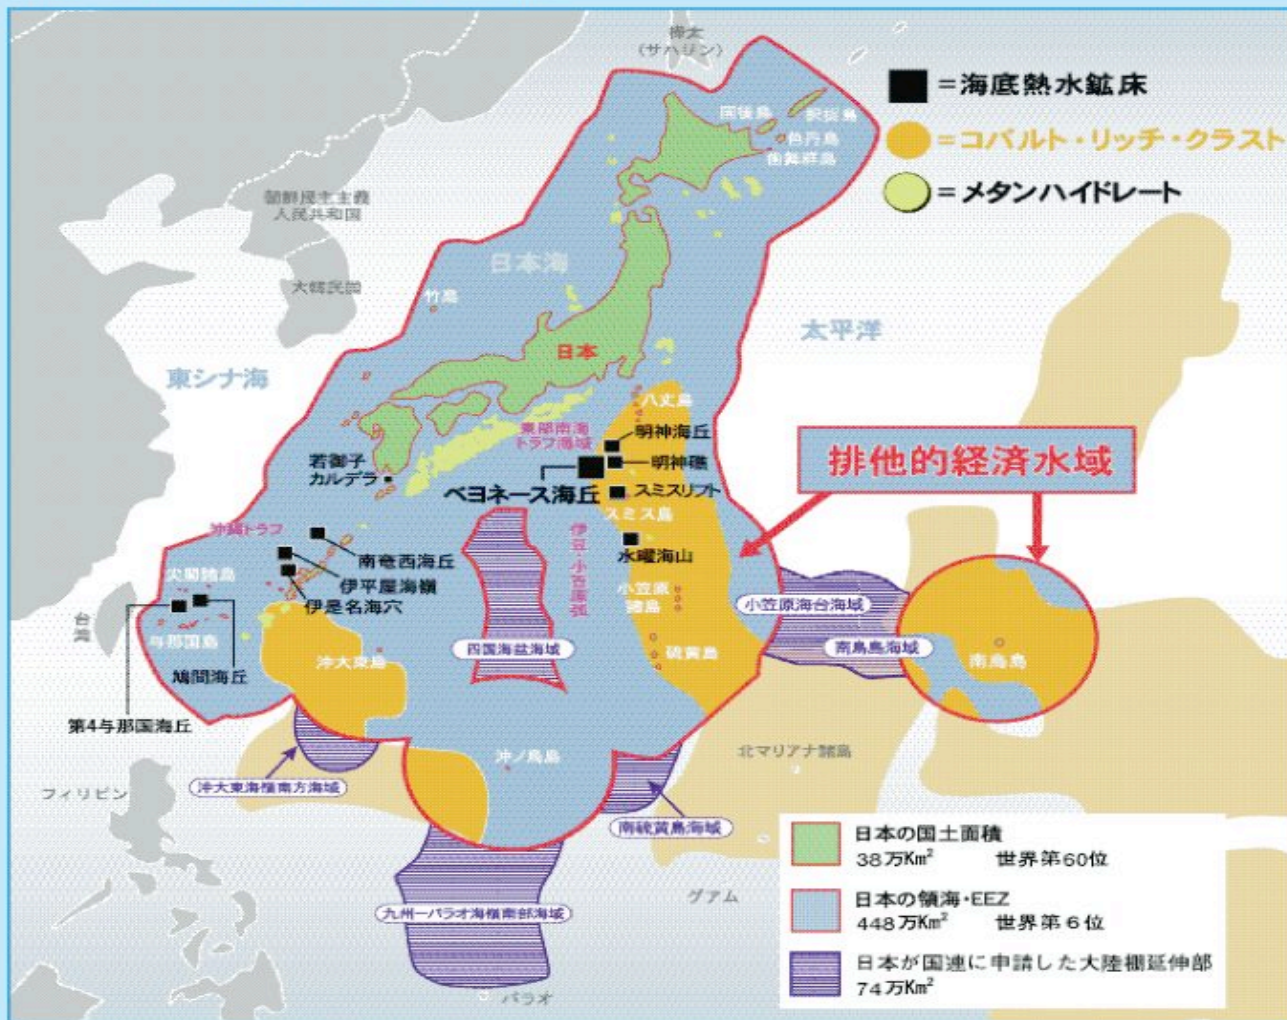 樺太
(サハリン)
■=海底熱水鉱床
=コバルト・リッチ・クラスト
=メタンハイドレート
国後島
択捉島
色丹島
歯舞群島
朝鮮民主主義
人民共和国
大韓民国
日本海
竹島
太平洋
日本
東シナ海
八丈島
東部南海
トラフ海域
明神海丘
明神礁
排他的経済水域
若御子
カルデラ
ベヨネース海丘
スミスリフト
スミス島
沖縄トラフ
南奄西海丘
伊豆・小笠原弧
水曜海山
尖閣諸島
伊平屋海嶺
伊是名海穴
小笠原
諸島
小笠原海台海域
台湾
与那国島
鳩間海丘
沖大東島
四国海盆海域
硫黄島
南鳥島海域
南鳥島
第4与那国海丘
沖ノ鳥島
北マリアナ諸島
フィリピン
沖大東海嶺南方海域
南硫黄島海域
グアム
九州ーパラオ海嶺南部海域
パラオ
日本の国土面積
38万Km² 世界第60位
日本の領海・EEZ
448万Km² 世界第6位
日本が国連に申請した大陸棚延伸部
74万Km²